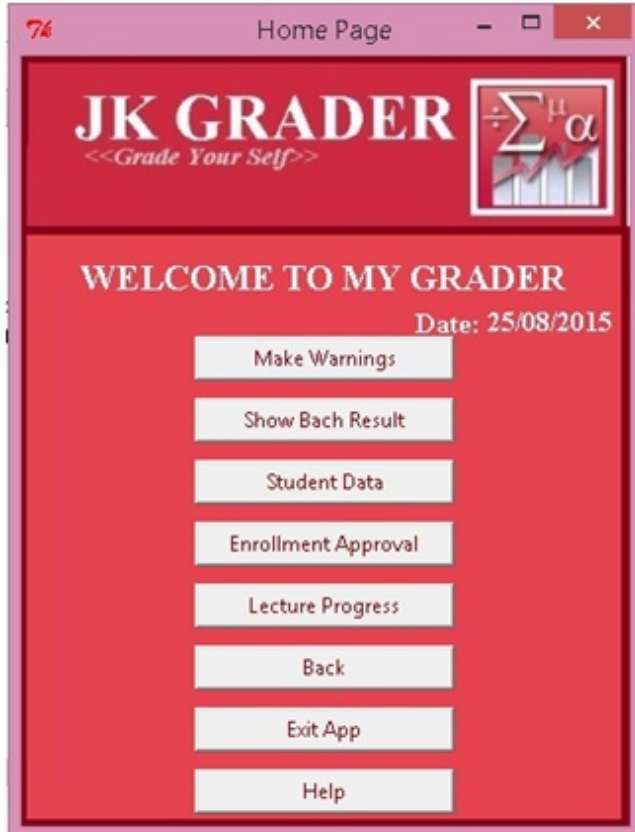 Home Page
JK GRADER
<<Grade Your Self>>
÷Σμα
WELCOME TO MY GRADER
Date: 25/08/2015
Make Warnings
Show Bach Result
Student Data
Enrollment Approval
Lecture Progress
Back
Exit App
Help